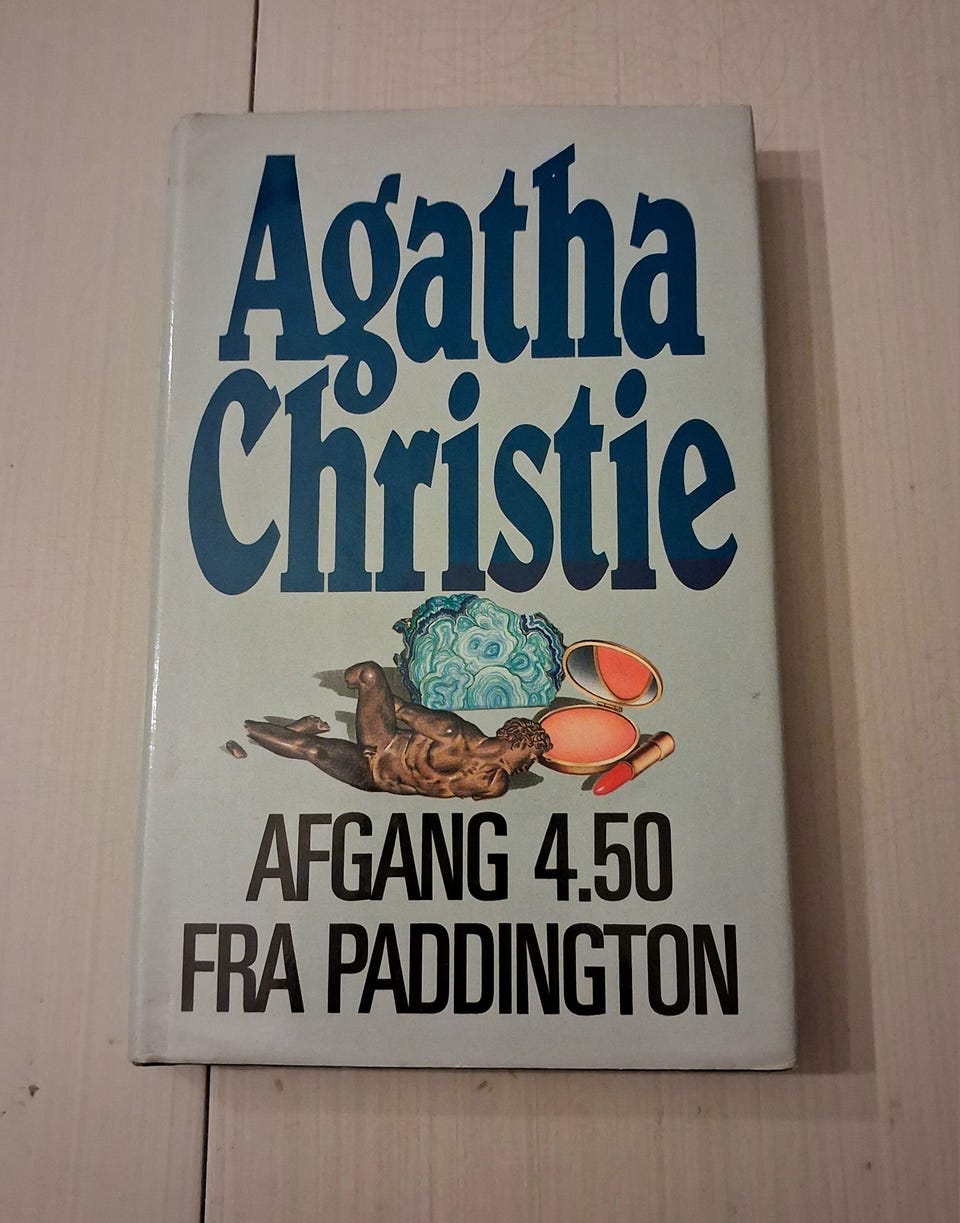 Agatha
Christie
AFGANG 4.50
FRA PADDINGTON